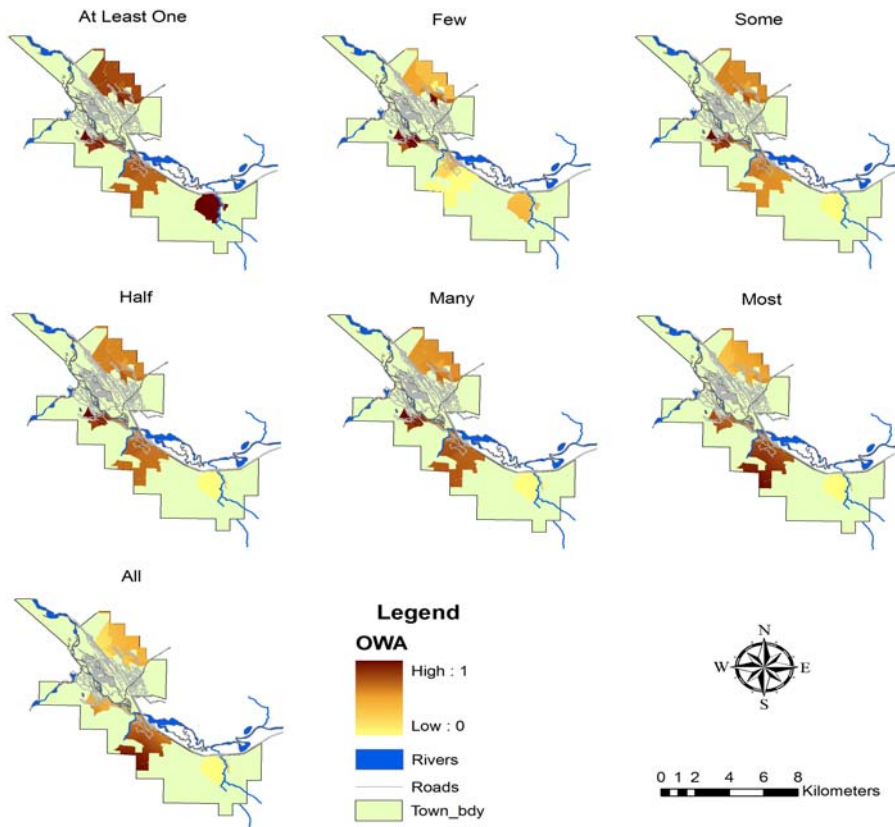 At Least One
Few
Some
Half
Many
Most
All
Legend
OWA
High : 1
Low : 0
Rivers
Roads
Town_bdy
N
W E
S
0 1 2 4 6 8
Kilometers